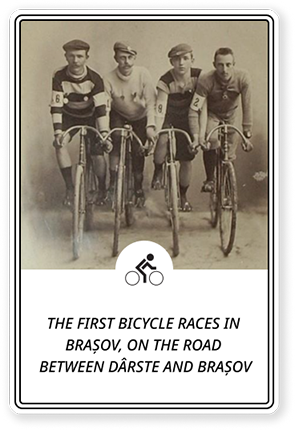 THE FIRST BICYCLE RACES IN
BRAȘOV, ON THE ROAD
BETWEEN DÂRSTE AND BRAȘOV